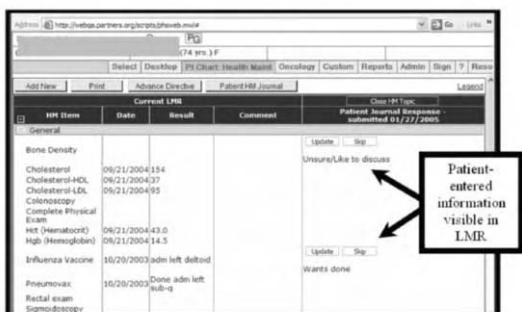 Address http://webqa.partners.org/scripts/phsweb.mwl# Go Links »
(74 yrs.) F
Select Desktop Pt Chart: Health Maint Oncology Custom Reports Admin Sign ? Reso
Add New Print Advance Directive Patient HM Journal Legend
Current LMR Close HM Topic
HM Item Date Result Comment Patient Journal Response - submitted 01/27/2005
General
Bone Density Update Skip
Unsure/Like to discuss
Cholesterol 09/21/2004 154
Cholesterol-HDL 09/21/2004 37
Cholesterol-LDL 09/21/2004 95
Colonoscopy
Complete Physical
Exam
Hct (Hematocrit) 09/21/2004 43.0
Hgb (Hemoglobin) 09/21/2004 14.5
Influenza Vaccine 10/20/2003 adm left deltoid Update Skip
Wants done
Pneumovax 10/20/2003 Done adm left
sub-q
Rectal exam
Sigmoidoscopy
Patient-
entered
information
visible in
LMR